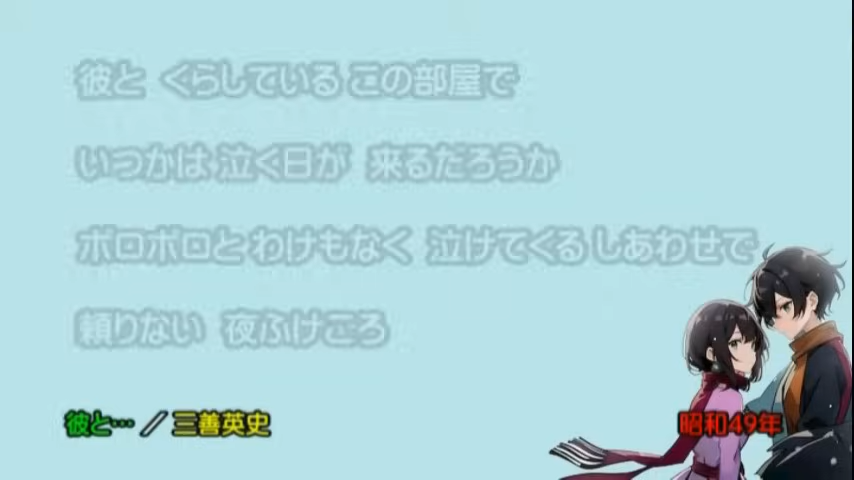 彼と くらしている この部屋で
いつかは 泣く日が 来るだろうか
ポロポロと わけもなく 泣けてくる しあわせで
頼りない 夜ふけごろ
彼と… / 三善英史 昭和49年